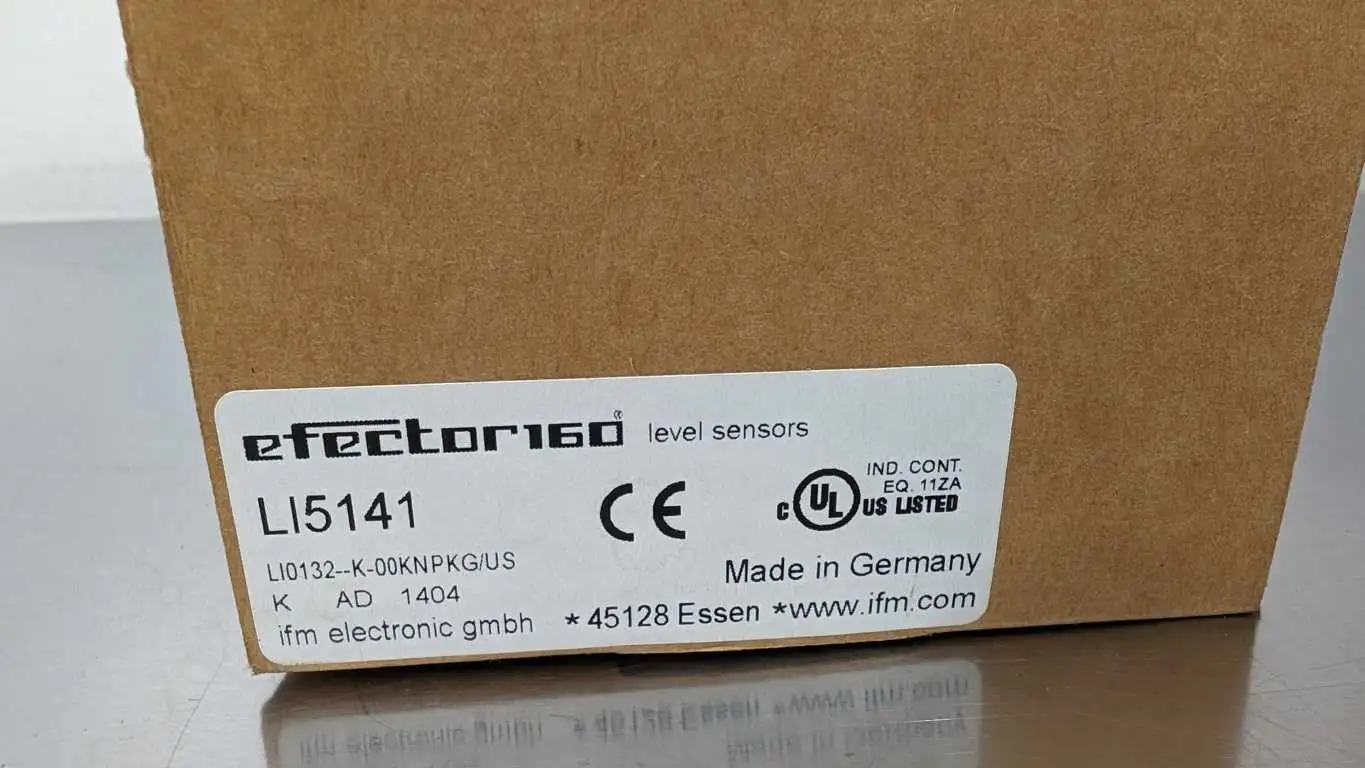 efector160® level sensors
LI5141
CE
c UL US LISTED
IND. CONT.
EQ. 11ZA
LI0132--K-00KNPKG/US
K AD 1404
Made in Germany
ifm electronic gmbh * 45128 Essen *www.ifm.com